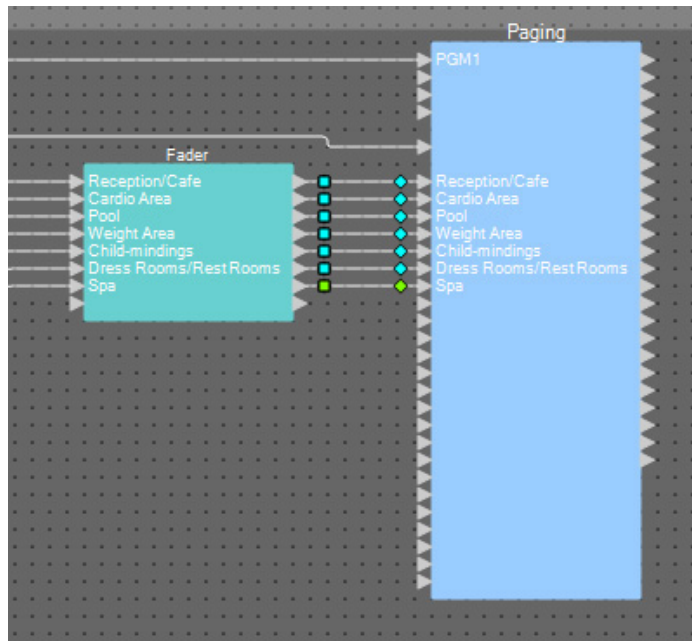 Paging
PGM1
Fader
Reception/Cafe
Cardio Area
Pool
Weight Area
Child-mindings
Dress Rooms/Rest Rooms
Spa
Reception/Cafe
Cardio Area
Pool
Weight Area
Child-mindings
Dress Rooms/Rest Rooms
Spa